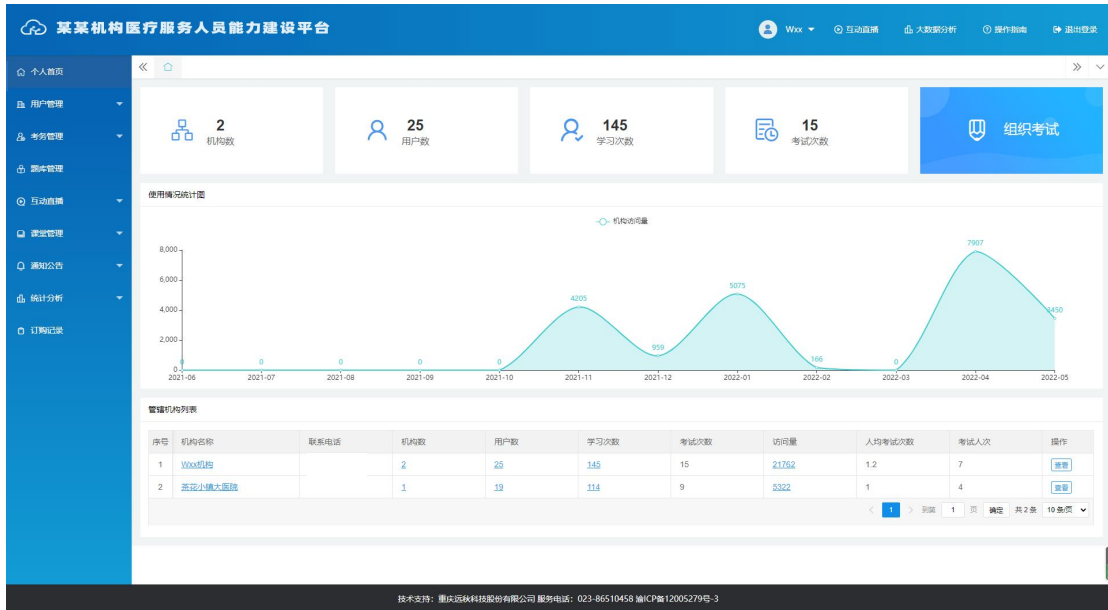 某某机构医疗服务人员能力建设平台
Wxx 互动直播 大数据分析 操作指南 退出登录
个人首页
用户管理
考务管理
题库管理
互动直播
课堂管理
通知公告
统计分析
订购记录
2 机构数
25 用户数
145 学习次数
15 考试次数
组织考试
使用情况统计图
机构访问量
8,000
6,000
4,000
2,000
0
0 0 0 0 0 4205 959 5075 166 0 7907 3450
2021-06 2021-07 2021-08 2021-09 2021-10 2021-11 2021-12 2022-01 2022-02 2022-03 2022-04 2022-05
管辖机构列表
序号 机构名称 联系电话 机构数 用户数 学习次数 考试次数 访问量 人均考试次数 考试人次 操作
1 Wxx机构 2 25 145 15 21762 1.2 7 查看
2 茶花小镇大医院 1 19 114 9 5322 1 4 查看
< 1 > 到第 1 页 确定 共 2 条 10 条/页
技术支持：重庆远秋科技股份有限公司 服务电话：023-86510458 渝ICP备12005279号-3